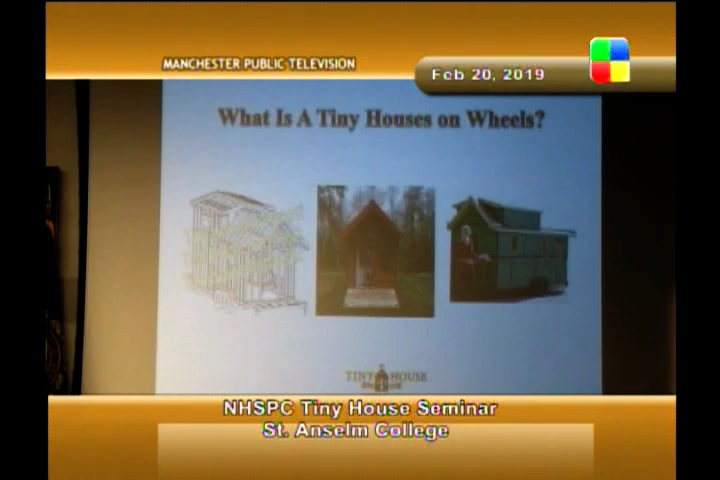 MANCHESTER PUBLIC TELEVISION
Feb 20, 2019
What Is A Tiny Houses on Wheels?
TINY HOUSE
NHSPC Tiny House Seminar
St. Anselm College